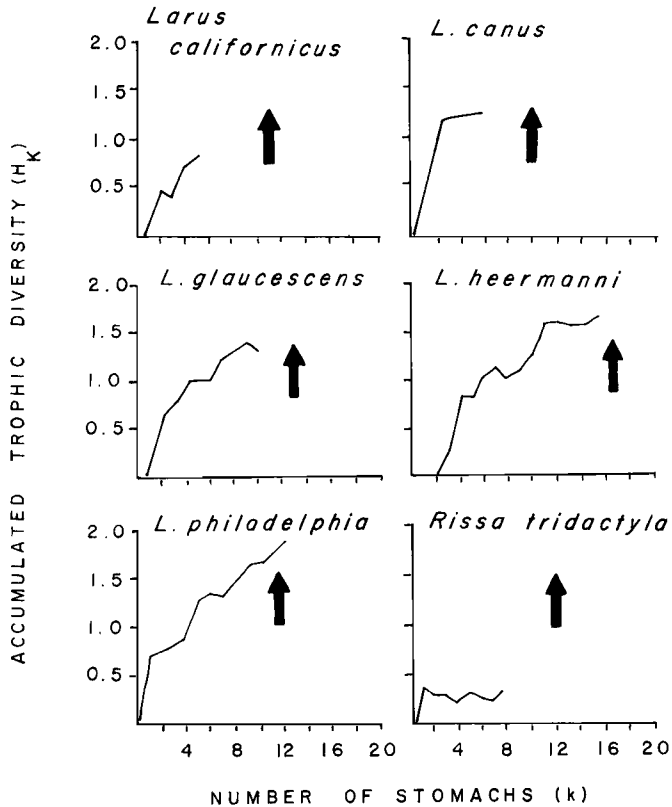 ACCUMULATED TROPHIC DIVERSITY (HK)
Larus
californicus
2.0
1.5
1.0
0.5
L. canus
L. glaucescens
2.0
1.5
1.0
0.5
L. heermanni
L. philadelphia
2.0
1.5
1.0
0.5
4 8 12 16 20
Rissa tridactyla
4 8 12 16 20
NUMBER OF STOMACHS (k)